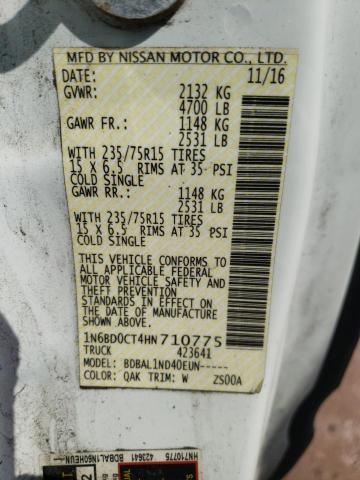 MFD BY NISSAN MOTOR CO., LTD.
DATE: 11/16
GVWR: 2132 KG
4700 LB
GAWR FR.: 1148 KG
2531 LB
WITH 235/75R15 TIRES
15 X 6.5 RIMS AT 35 PSI
COLD SINGLE
GAWR RR.: 1148 KG
2531 LB
WITH 235/75R15 TIRES
15 X 6.5 RIMS AT 35 PSI
COLD SINGLE
THIS VEHICLE CONFORMS TO
ALL APPLICABLE FEDERAL
MOTOR VEHICLE SAFETY
AND THEFT PREVENTION
STANDARDS IN EFFECT ON
THE DATE OF MANUFACTURE
SHOWN ABOVE.
1N6BD0CT4HN710775
TRUCK 423641
MODEL: BDBAL1ND40EUN-----
COLOR: QAK TRIM: W ZS00A
HN710775
423641 BDBAL1N60HEUN